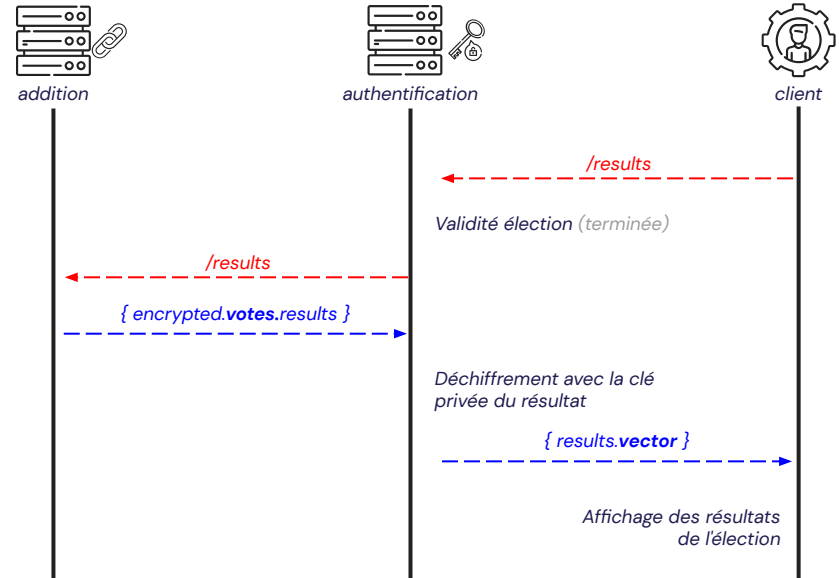 addition
authentification
client
/results
Validité élection (terminée)
/results
{ encrypted.votes.results }
Déchiffrement avec la clé
privée du résultat
{ results.vector }
Affichage des résultats
de l'élection